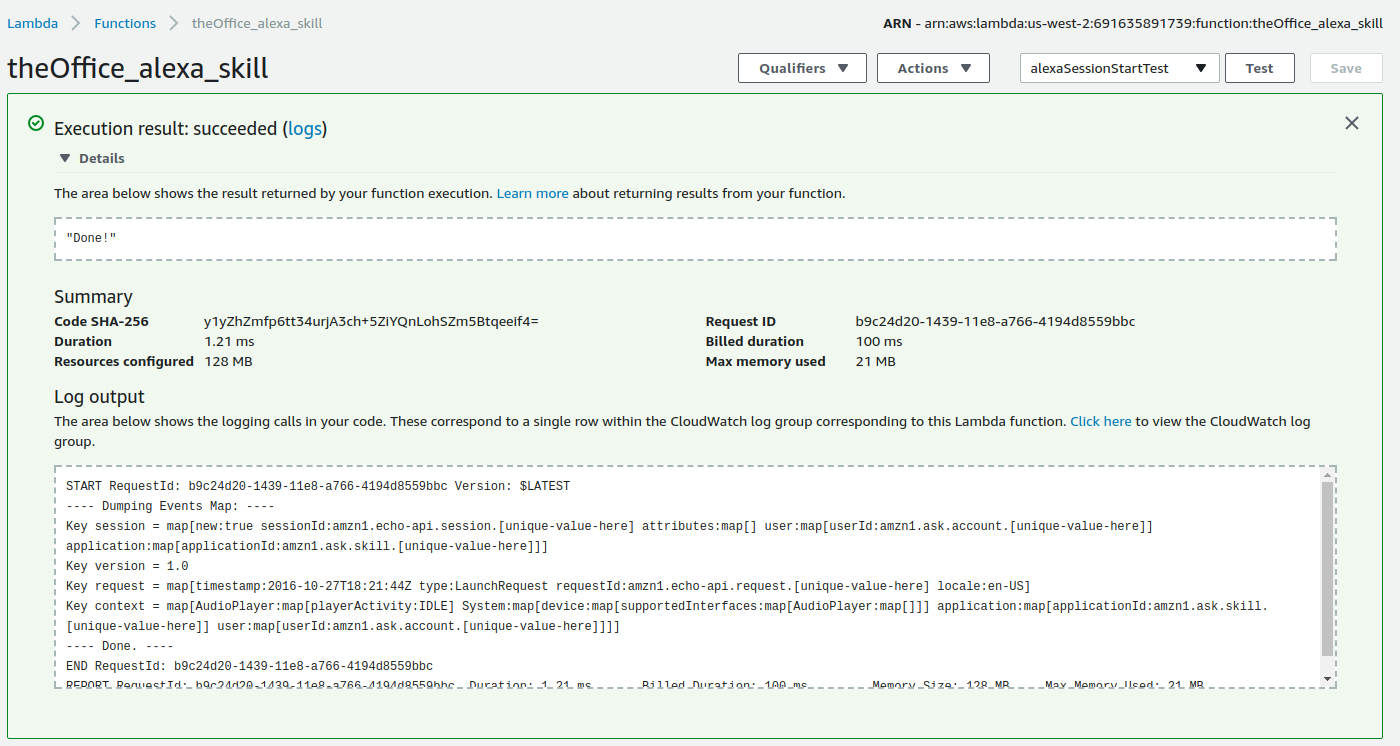 Lambda > Functions > theOffice_alexa_skill
ARN - arn:aws:lambda:us-west-2:691635891739:function:theOffice_alexa_skill
theOffice_alexa_skill
Qualifiers ▼
Actions ▼
alexaSessionStartTest ▼
Test
Save
Execution result: succeeded (logs)
▼ Details
The area below shows the result returned by your function execution. Learn more about returning results from your function.
"Done!"
Summary
Code SHA-256 y1yZhZmfp6tt34urjA3ch+5ZiYQnLohSZm5Btqeeif4=
Request ID b9c24d20-1439-11e8-a766-4194d8559bbc
Duration 1.21 ms
Billed duration 100 ms
Resources configured 128 MB
Max memory used 21 MB
Log output
The area below shows the logging calls in your code. These correspond to a single row within the CloudWatch log group corresponding to this Lambda function. Click here to view the CloudWatch log
group.
START RequestId: b9c24d20-1439-11e8-a766-4194d8559bbc Version: $LATEST
---- Dumping Events Map: ----
Key session = map[new:true sessionId:amzn1.echo-api.session.[unique-value-here] attributes:map[] user:map[userId:amzn1.ask.account.[unique-value-here]]
application:map[applicationId:amzn1.ask.skill.[unique-value-here]]]
Key version = 1.0
Key request = map[timestamp:2016-10-27T18:21:44Z type:LaunchRequest requestId:amzn1.echo-api.request.[unique-value-here] locale:en-US]
Key context = map[AudioPlayer:map[playerActivity:IDLE] System:map[device:map[supportedInterfaces:map[AudioPlayer:map[]]] application:map[applicationId:amzn1.ask.skill.
[unique-value-here]] user:map[userId:amzn1.ask.account.[unique-value-here]]]]
---- Done. ----
END RequestId: b9c24d20-1439-11e8-a766-4194d8559bbc
REPORT RequestId: b9c24d20-1439-11e8-a766-4194d8559bbc Duration: 1.21 ms Billed Duration: 100 ms Memory Size: 128 MB Max Memory Used: 21 MB